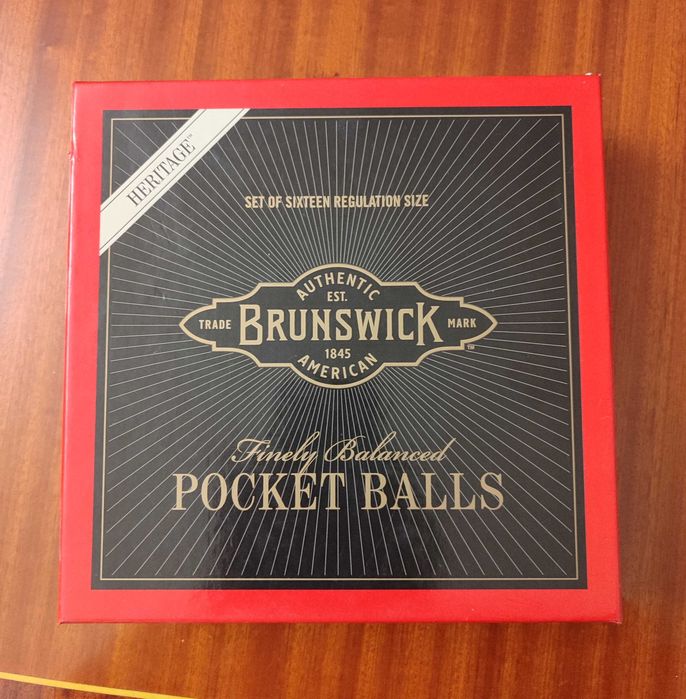 HERITAGE™
SET OF SIXTEEN REGULATION SIZE
AUTHENTIC
EST.
TRADE BRUNSWICK MARK
™
1845
AMERICAN
Finely Balanced
POCKET BALLS